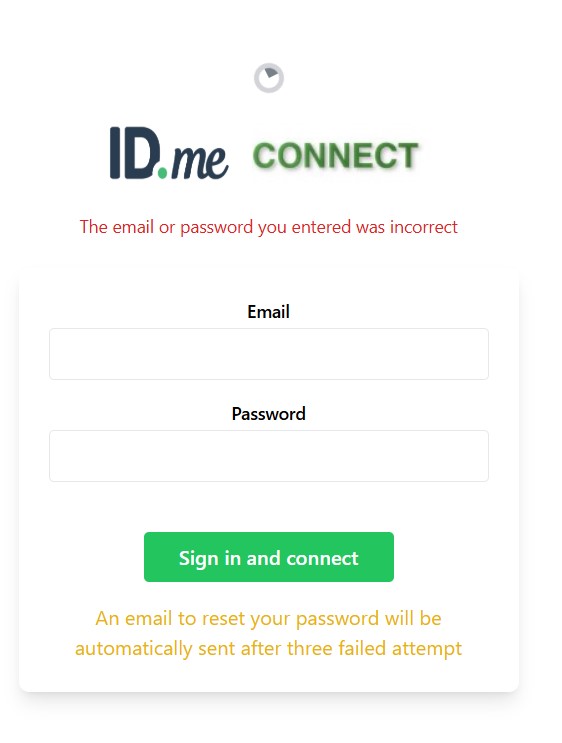 ID.me CONNECT
The email or password you entered was incorrect
Email
Password
Sign in and connect
An email to reset your password will be
automatically sent after three failed attempt